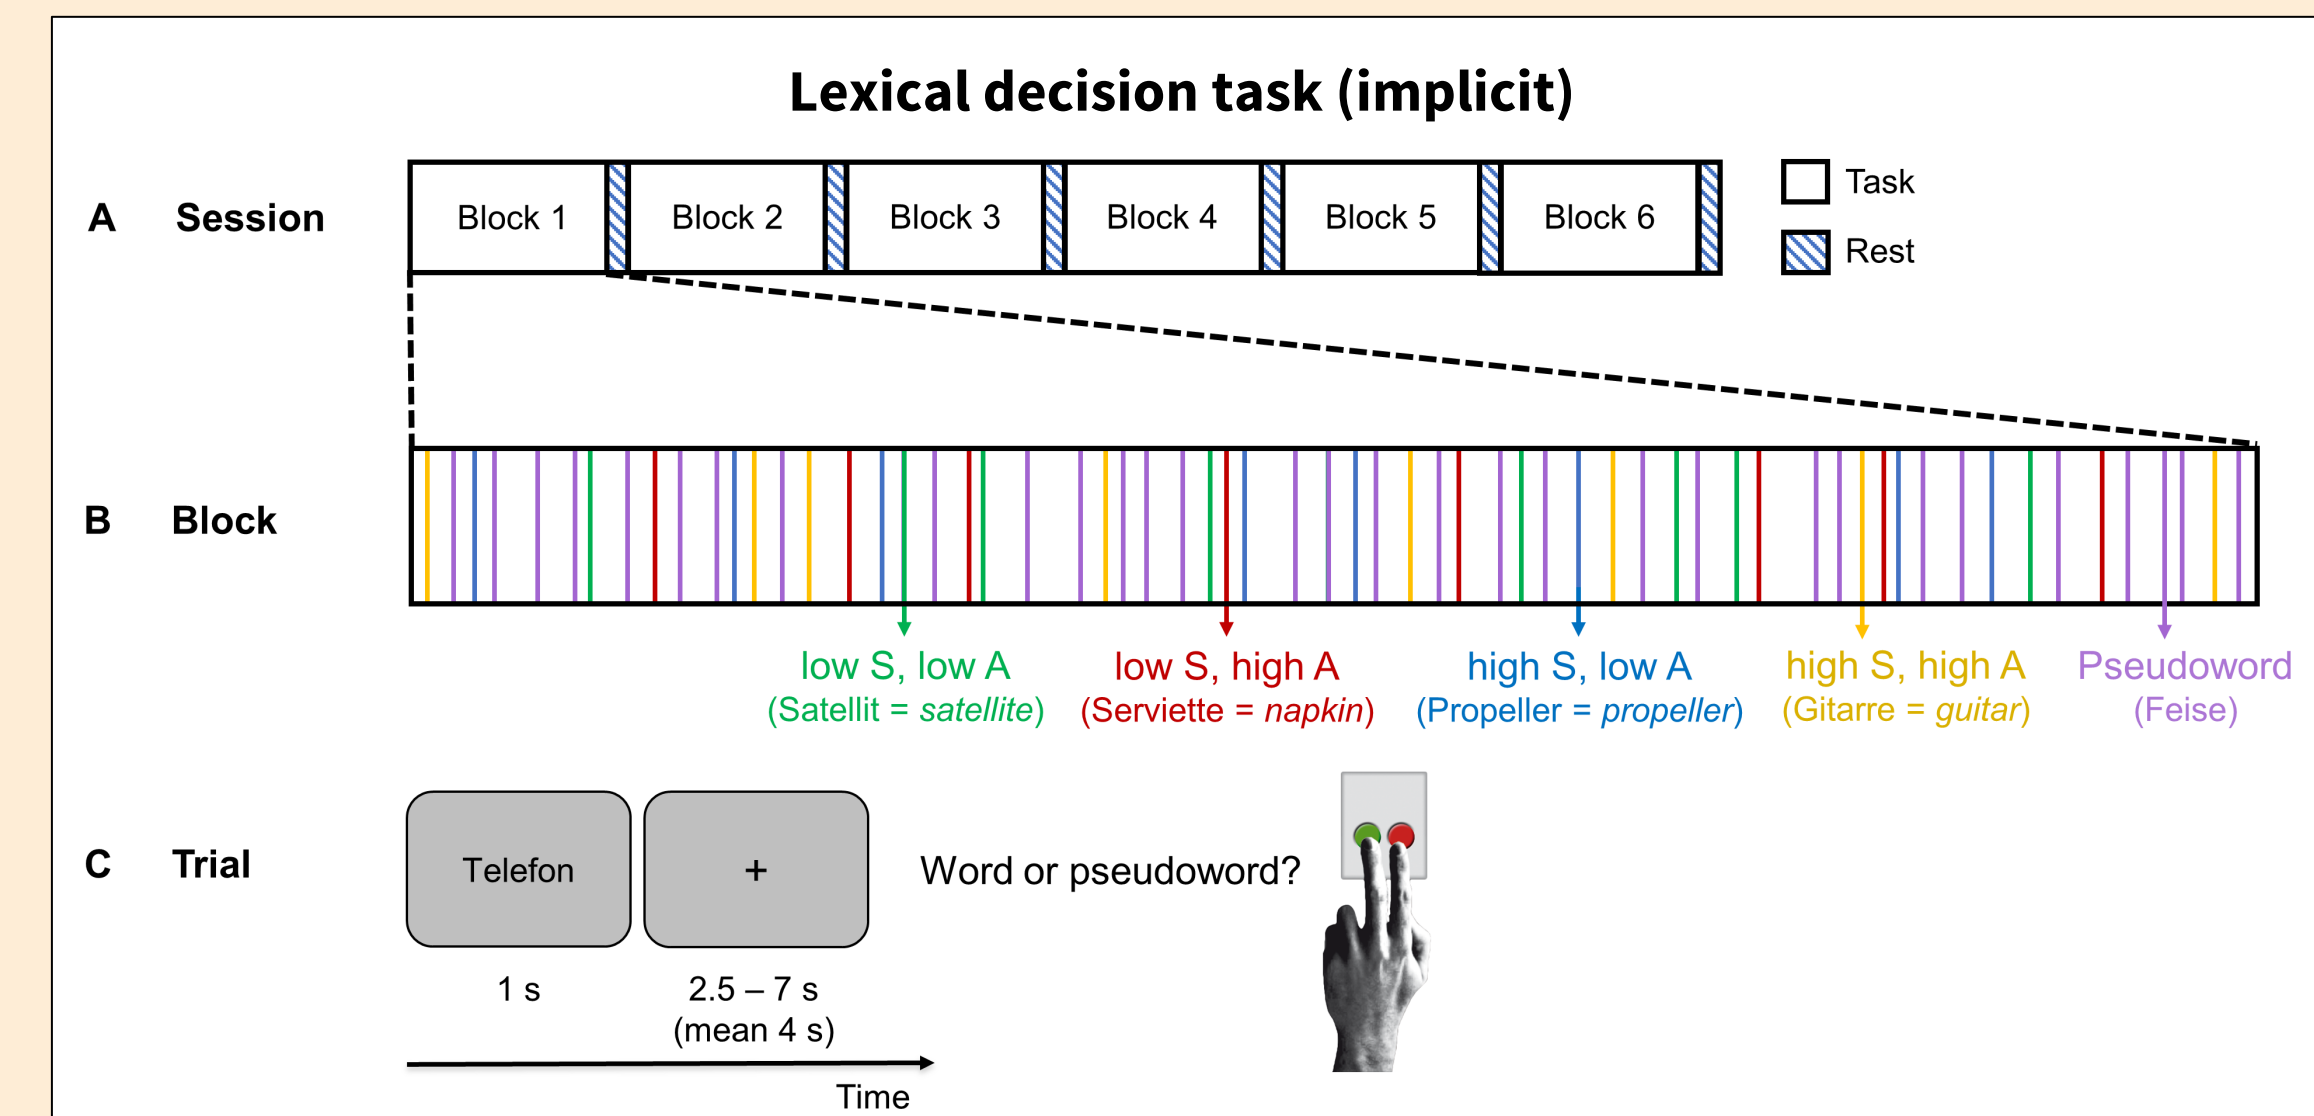 Lexical decision task (implicit)
A Session
Block 1 Block 2 Block 3 Block 4 Block 5 Block 6
Task
Rest
B Block
low S, low A
(Satellit = satellite)
low S, high A
(Serviette = napkin)
high S, low A
(Propeller = propeller)
high S, high A
(Gitarre = guitar)
Pseudoword
(Feise)
C Trial
Telefon
+
Word or pseudoword?
1 s
2.5 – 7 s
(mean 4 s)
Time